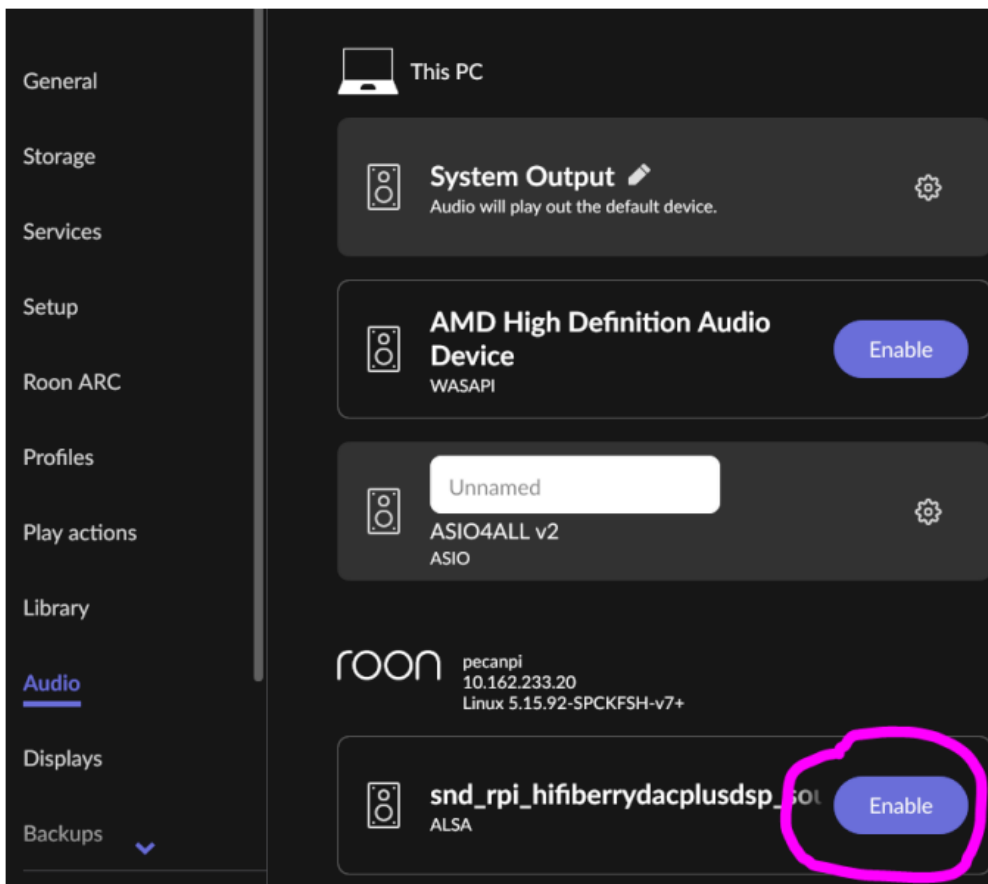 General
Storage
Services
Setup
Roon ARC
Profiles
Play actions
Library
Audio
Displays
Backups
This PC
System Output
Audio will play out the default device.
AMD High Definition Audio
Device
WASAPI
Enable
Unnamed
ASIO4ALL v2
ASIO
roon
pecanpi
10.162.233.20
Linux 5.15.92-SPCKFSH-v7+
snd_rpi_hifiberrydacplusdsp_sou
ALSA
Enable